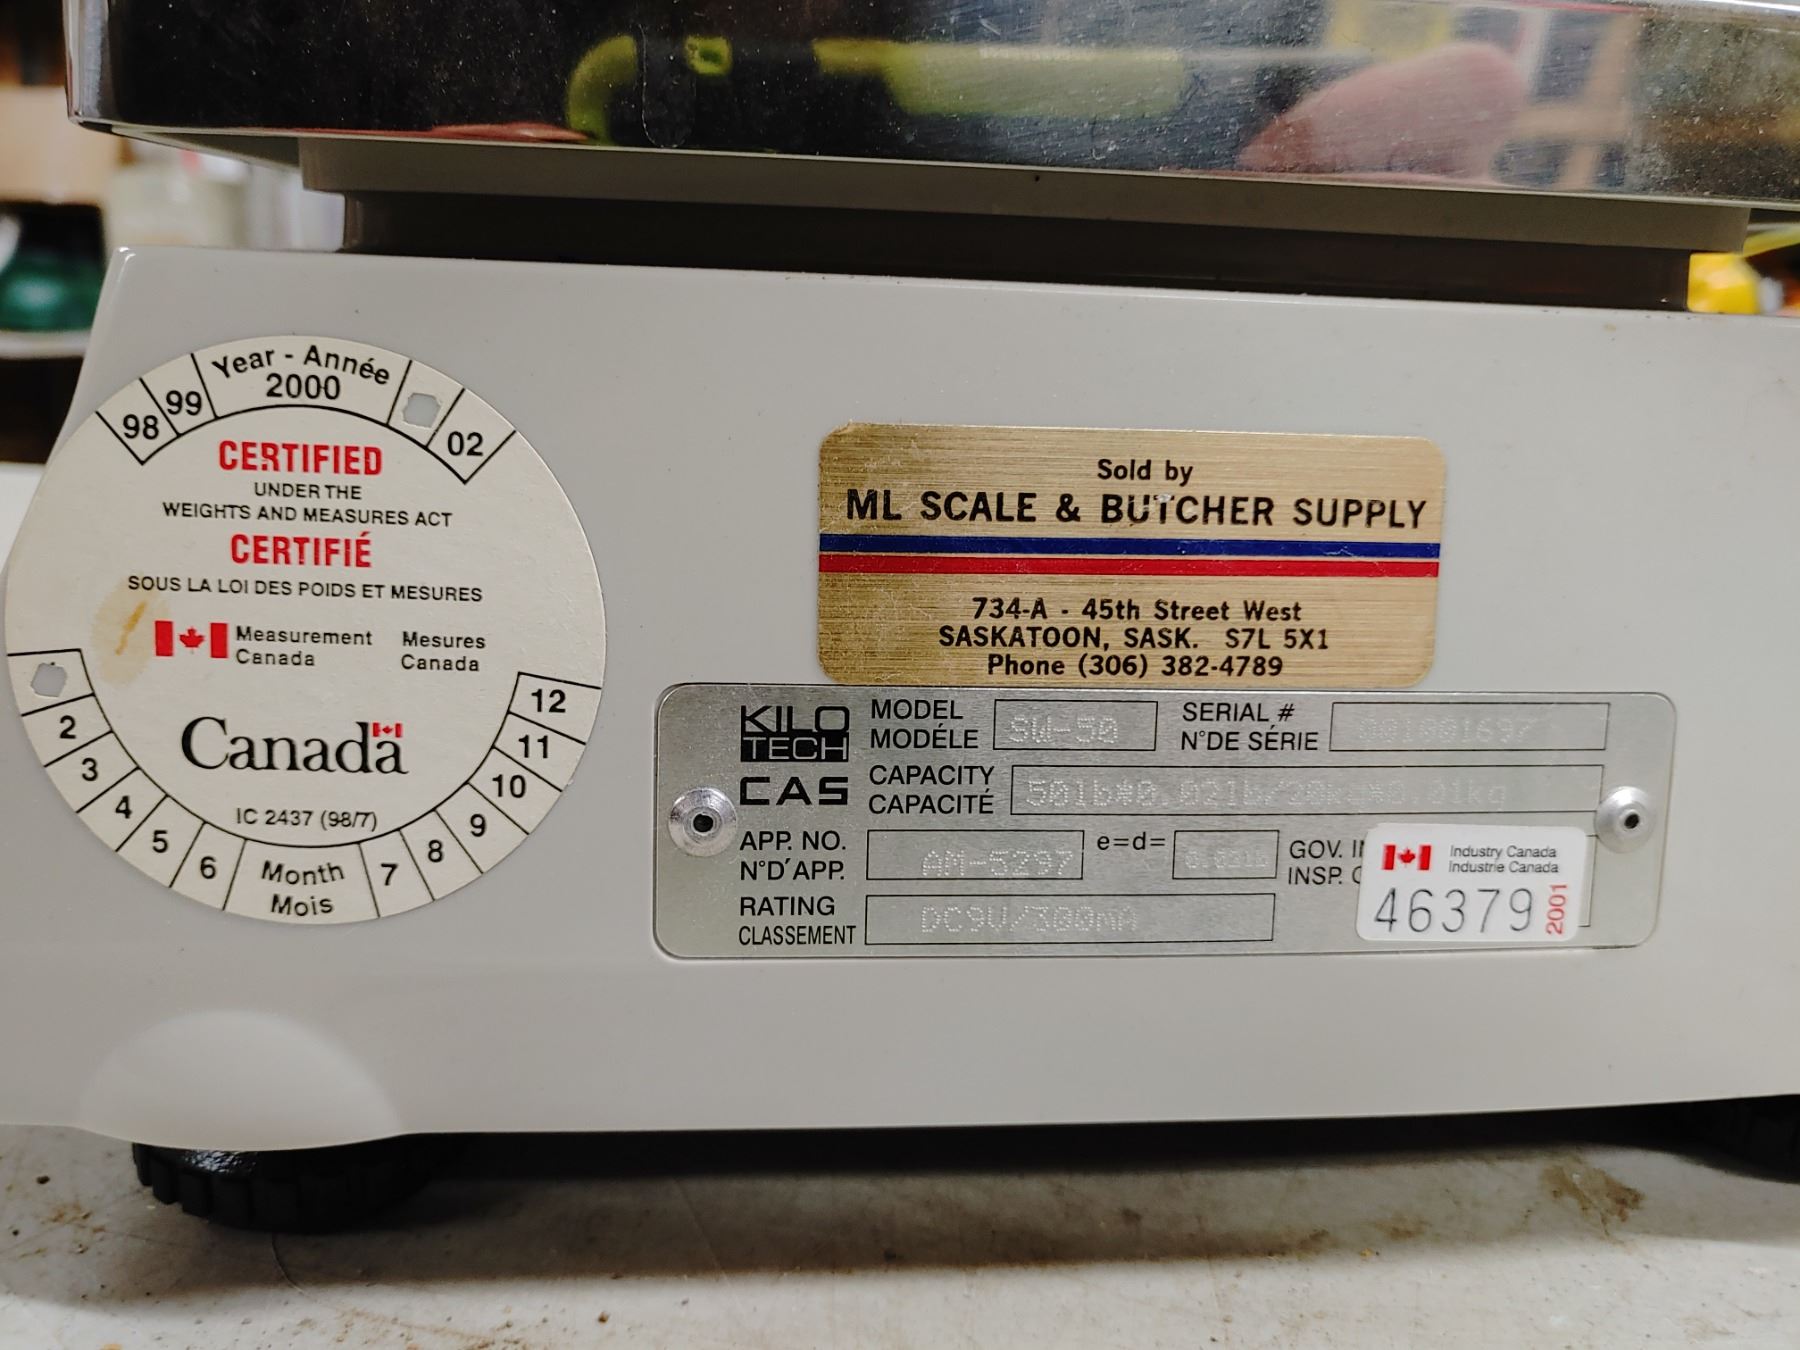 Year - Année
98 99 2000 02
CERTIFIED
UNDER THE
WEIGHTS AND MEASURES ACT
CERTIFIÉ
SOUS LA LOI DES POIDS ET MESURES
Measurement Mesures
Canada Canada
Canada
IC 2437 (98/7)
2 3 4 5 6 Month 7 8 9 10 11 12
Mois
Sold by
ML SCALE & BUTCHER SUPPLY
734-A - 45th Street West
SASKATOON, SASK. S7L 5X1
Phone (306) 382-4789
KILO
TECH
CAS
MODEL SW-50 SERIAL #
MODÉLE N°DE SÉRIE
CAPACITY
CAPACITÉ
APP. NO. AM-5297 e=d= GOV.
N°D'APP. INSP.
RATING DC9V/300mA
CLASSEMENT
Industry Canada
Industrie Canada
46379 2001